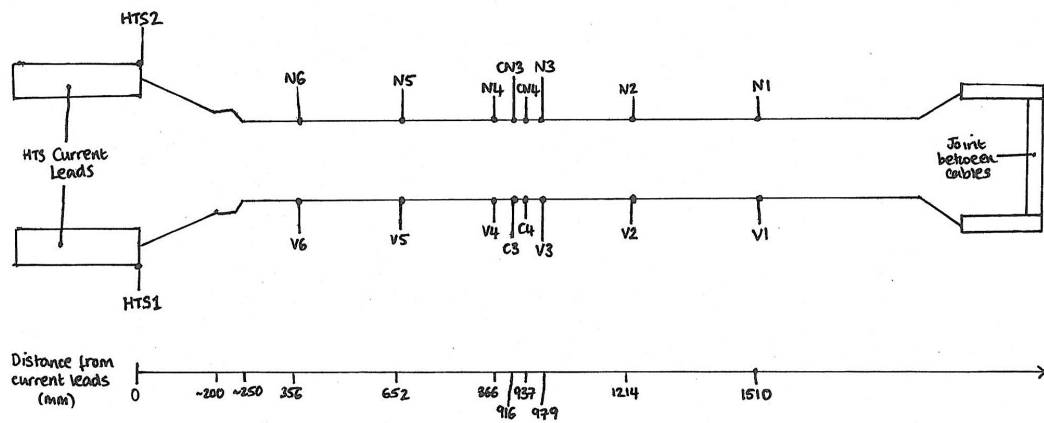 HTS2
N6
N5
N4
CN3
CN4
N3
N2
N1
HTS Current
Leads
Joint
between
cables
V6
V5
V4
C3
C4
V3
V2
V1
HTS1
Distance from
current leads
(mm)
0
~200
~250
356
652
866
916
937
979
1214
1510